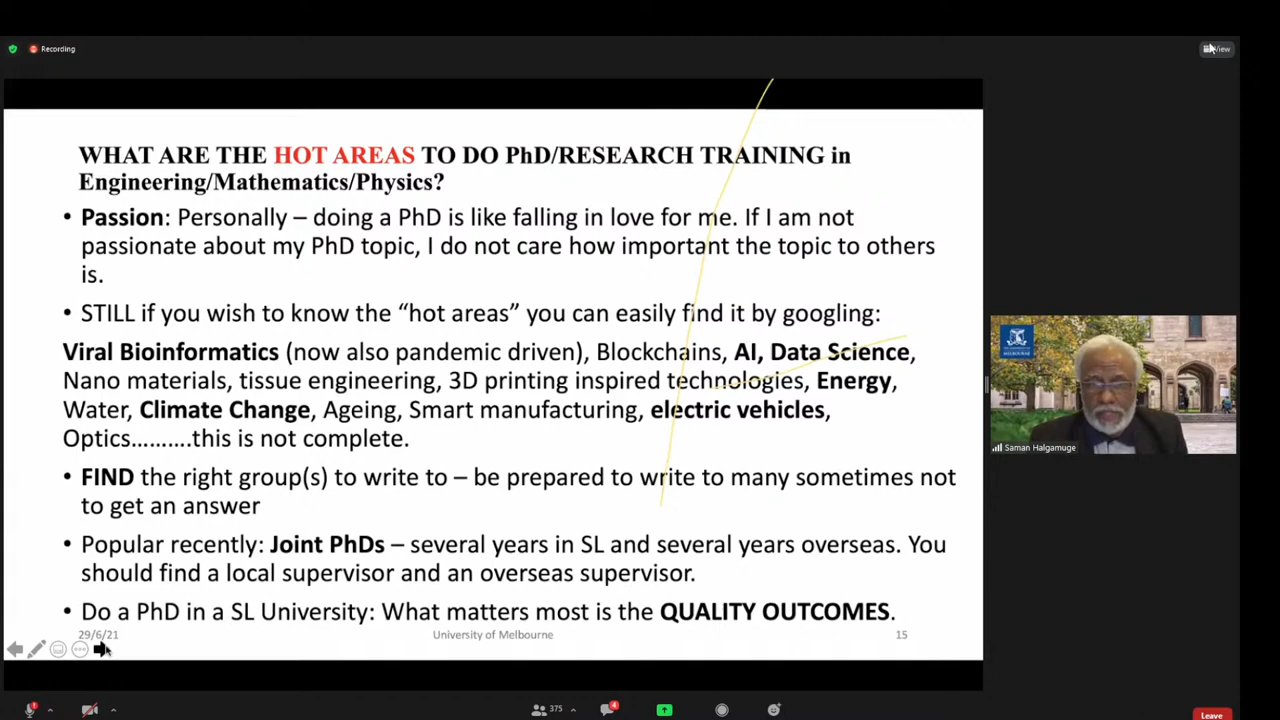 Recording
View
WHAT ARE THE HOT AREAS TO DO PhD/RESEARCH TRAINING in
Engineering/Mathematics/Physics?
• Passion: Personally – doing a PhD is like falling in love for me. If I am not
passionate about my PhD topic, I do not care how important the topic to others
is.
• STILL if you wish to know the “hot areas” you can easily find it by googling:
Viral Bioinformatics (now also pandemic driven), Blockchains, AI, Data Science,
Nano materials, tissue engineering, 3D printing inspired technologies, Energy,
Water, Climate Change, Ageing, Smart manufacturing, electric vehicles,
Optics……….this is not complete.
• FIND the right group(s) to write to – be prepared to write to many sometimes not
to get an answer
• Popular recently: Joint PhDs – several years in SL and several years overseas. You
should find a local supervisor and an overseas supervisor.
• Do a PhD in a SL University: What matters most is the QUALITY OUTCOMES.
29/6/21 University of Melbourne 15
MELBOURNE
Saman Halgamuge
375 4
Leave